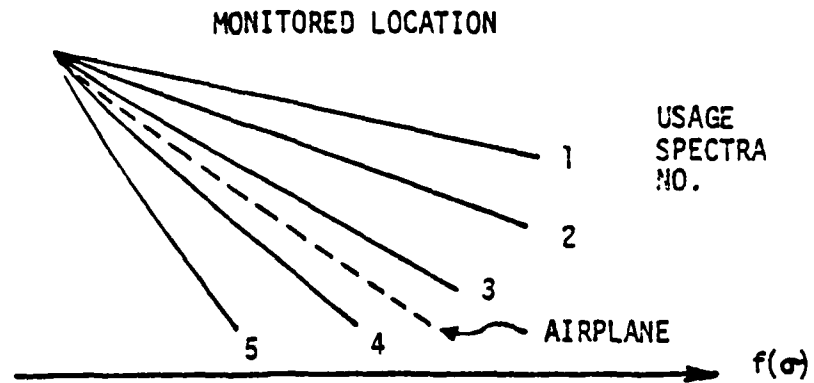 MONITORED LOCATION
USAGE
SPECTRA
NO.
1
2
3
AIRPLANE
4
5
f(σ)